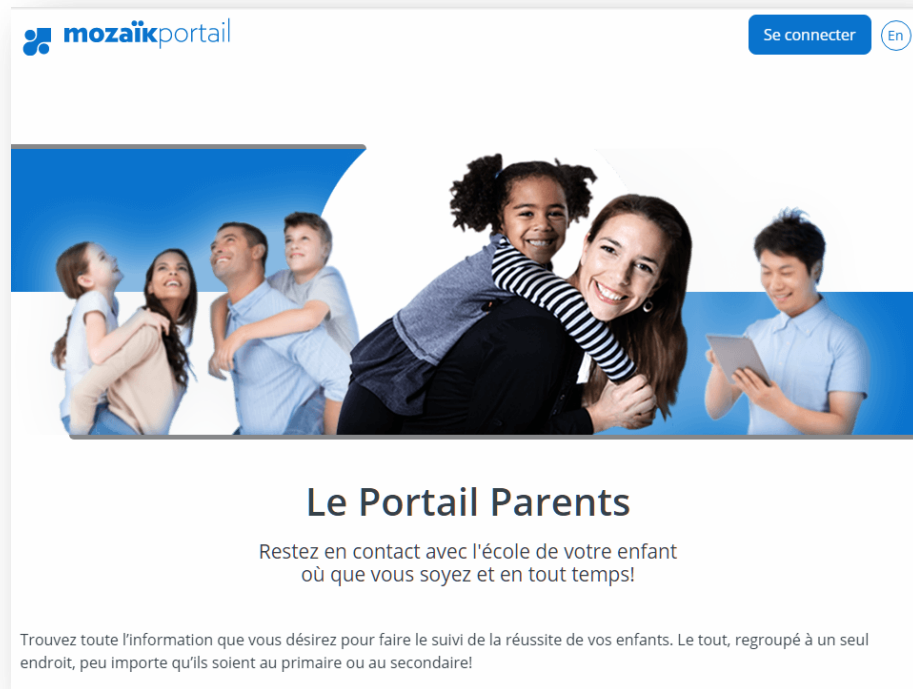 mozaïkportail
Se connecter
En
Le Portail Parents
Restez en contact avec l'école de votre enfant
où que vous soyez et en tout temps!
Trouvez toute l’information que vous désirez pour faire le suivi de la réussite de vos enfants. Le tout, regroupé à un seul
endroit, peu importe qu’ils soient au primaire ou au secondaire!